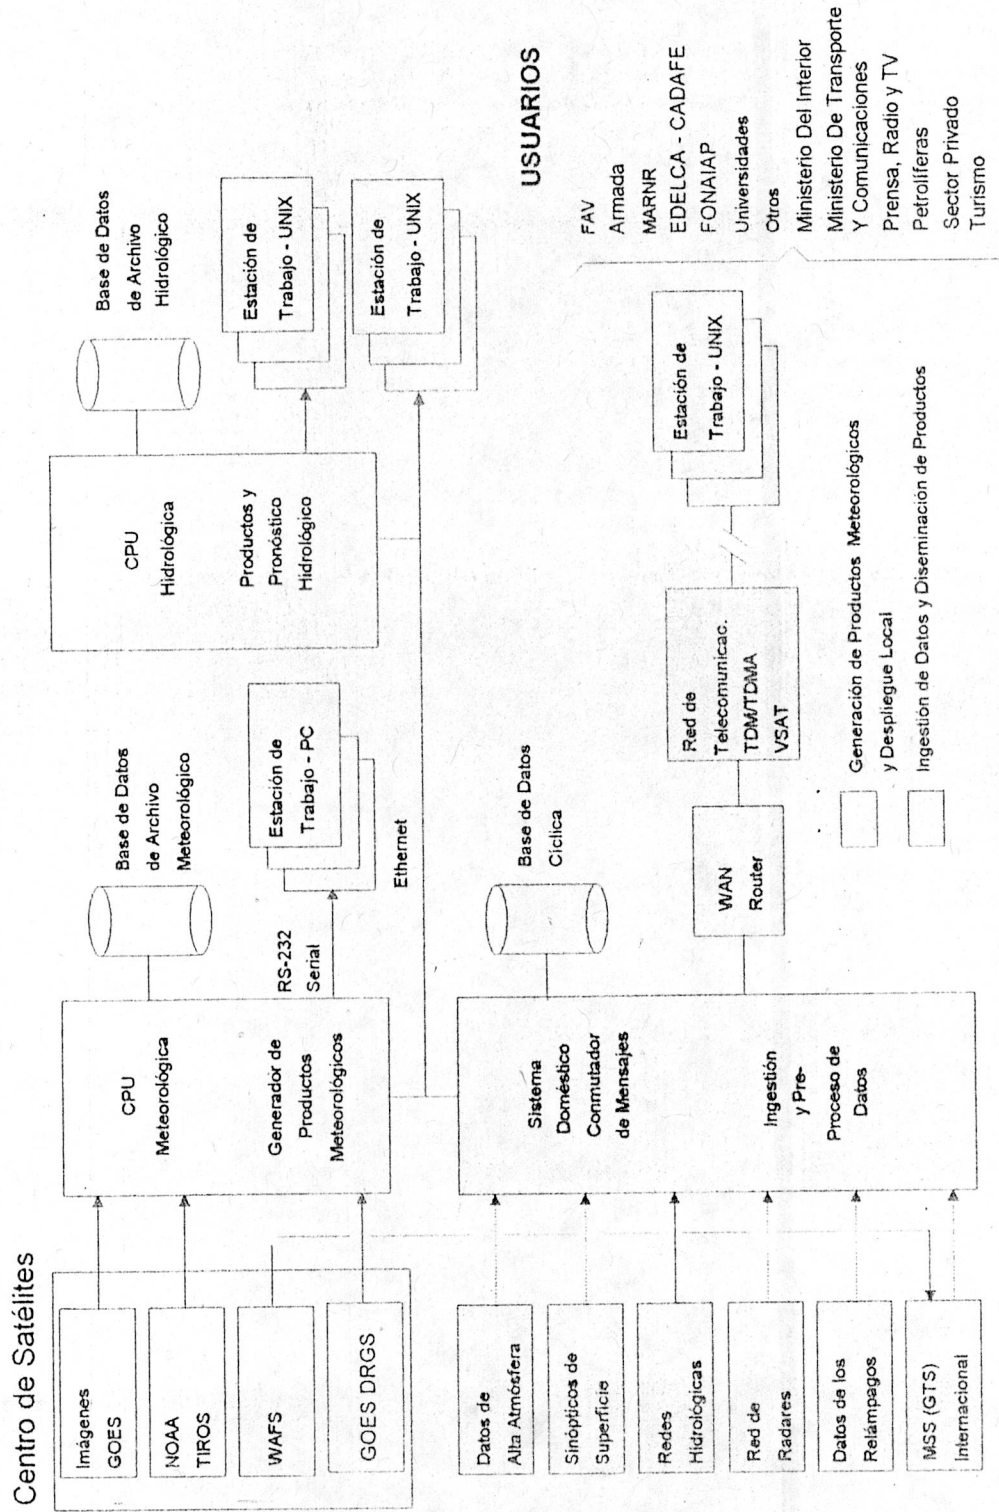 Centro de Satélites
Imágenes
GOES
NOAA
TIROS
WAFS
GOES DRGS
Datos de
Alta Atmósfera
Sinópticos de
Superficie
Redes
Hidrológicas
Red de
Radares
Datos de los
Relámpagos
MSS (GTS)
Internacional
CPU
Meteorológica
Generador de
Productos
Meteorológicos
Sistema
Doméstico
Conmutador
de Mensajes
Ingestión
y Pre-
Proceso de
Datos
Base de Datos
de Archivo
Meteorológico
RS-232
Serial
Estación de
Trabajo - PC
Ethernet
Base de Datos
Cíclica
WAN
Router
Red de
Telecomunicac.
TDM/TDMA
VSAT
CPU
Hidrológica
Productos y
Pronóstico
Hidrológico
Base de Datos
de Archivo
Hidrológico
Estación de
Trabajo - UNIX
Estación de
Trabajo - UNIX
Estación de
Trabajo - UNIX
USUARIOS
FAV
Armada
MARNR
EDELCA - CADAFE
FONAIAP
Universidades
Otros
Ministerio Del Interior
Ministerio De Transporte
Y Comunicaciones
Prensa, Radio y TV
Petrolíferas
Sector Privado
Turismo
Generación de Productos Meteorológicos
y Despliegue Local
Ingestion de Datos y Diseminación de Productos